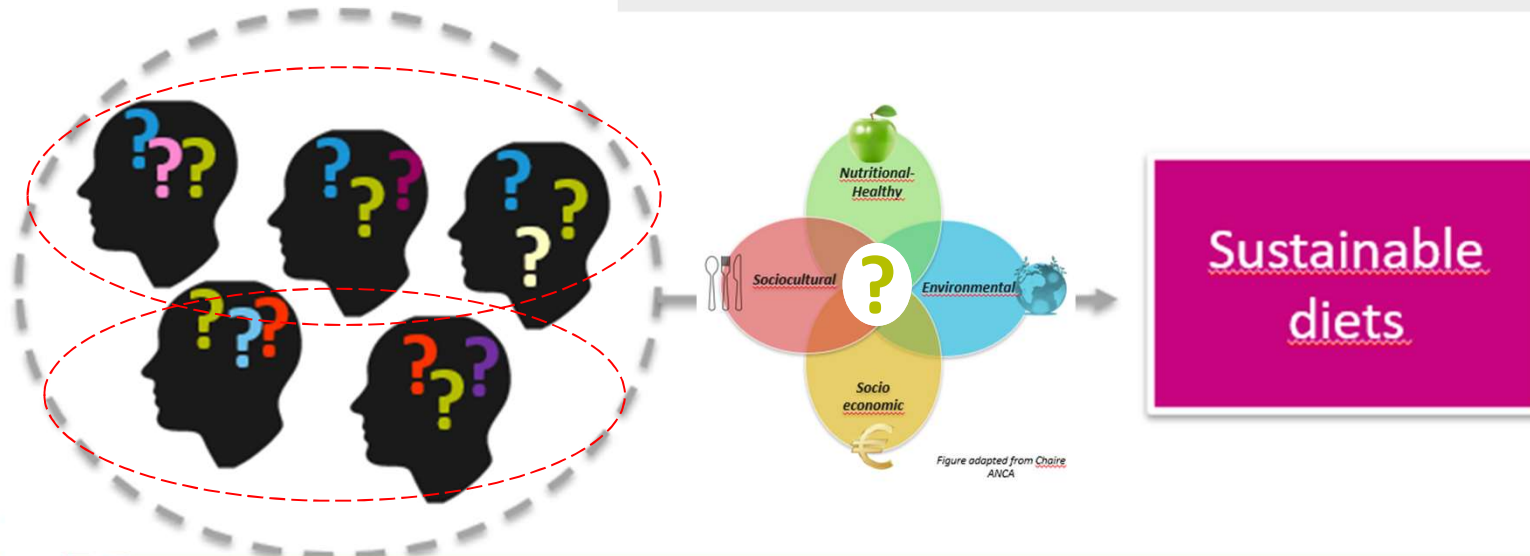 ? ? ?
? ? ?
? ? ?
? ? ?
? ? ?
Nutritional-
Healthy
Sociocultural
?
Environmental
Socio
economic
€
Figure adapted from Chaire
ANCA
Sustainable
diets